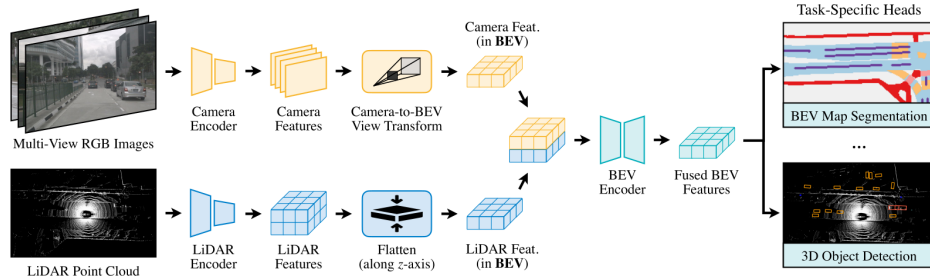 Task-Specific Heads
Camera Feat.
(in BEV)
Camera
Encoder
Camera
Features
Camera-to-BEV
View Transform
Multi-View RGB Images
BEV Map Segmentation
...
BEV
Encoder
Fused BEV
Features
LiDAR Point Cloud
LiDAR
Encoder
LiDAR
Features
Flatten
(along z-axis)
LiDAR Feat.
(in BEV)
3D Object Detection